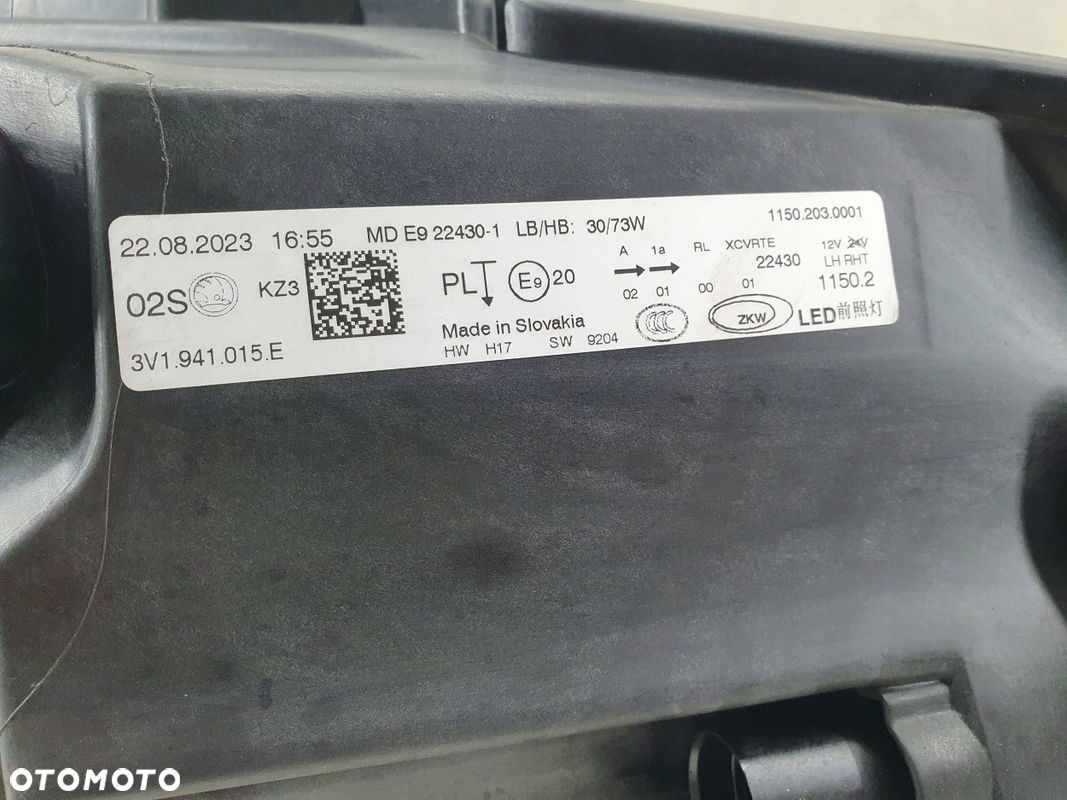 22.08.2023 16:55 MD E9 22430-1 LB/HB: 30/73W 1150.203.0001
02S KZ3 PL E9 20 A 1a RL XCVRTE 12V 24V
22430 LH RHT
02 01 00 01 1150.2
Made in Slovakia CCC ZKW LED前照灯
3V1.941.015.E HW H17 SW 9204
OTOMOTO